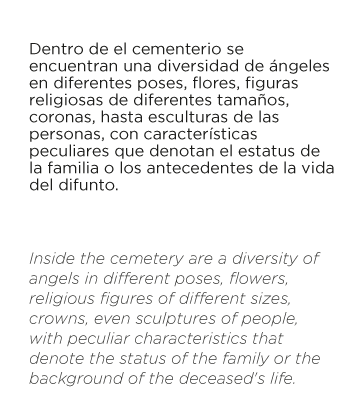 Dentro de el cementerio se
encuentran una diversidad de ángeles
en diferentes poses, flores, figuras
religiosas de diferentes tamaños,
coronas, hasta esculturas de las
personas, con características
peculiares que denotan el estatus de
la familia o los antecedentes de la vida
del difunto.
Inside the cemetery are a diversity of
angels in different poses, flowers,
religious figures of different sizes,
crowns, even sculptures of people,
with peculiar characteristics that
denote the status of the family or the
background of the deceased's life.